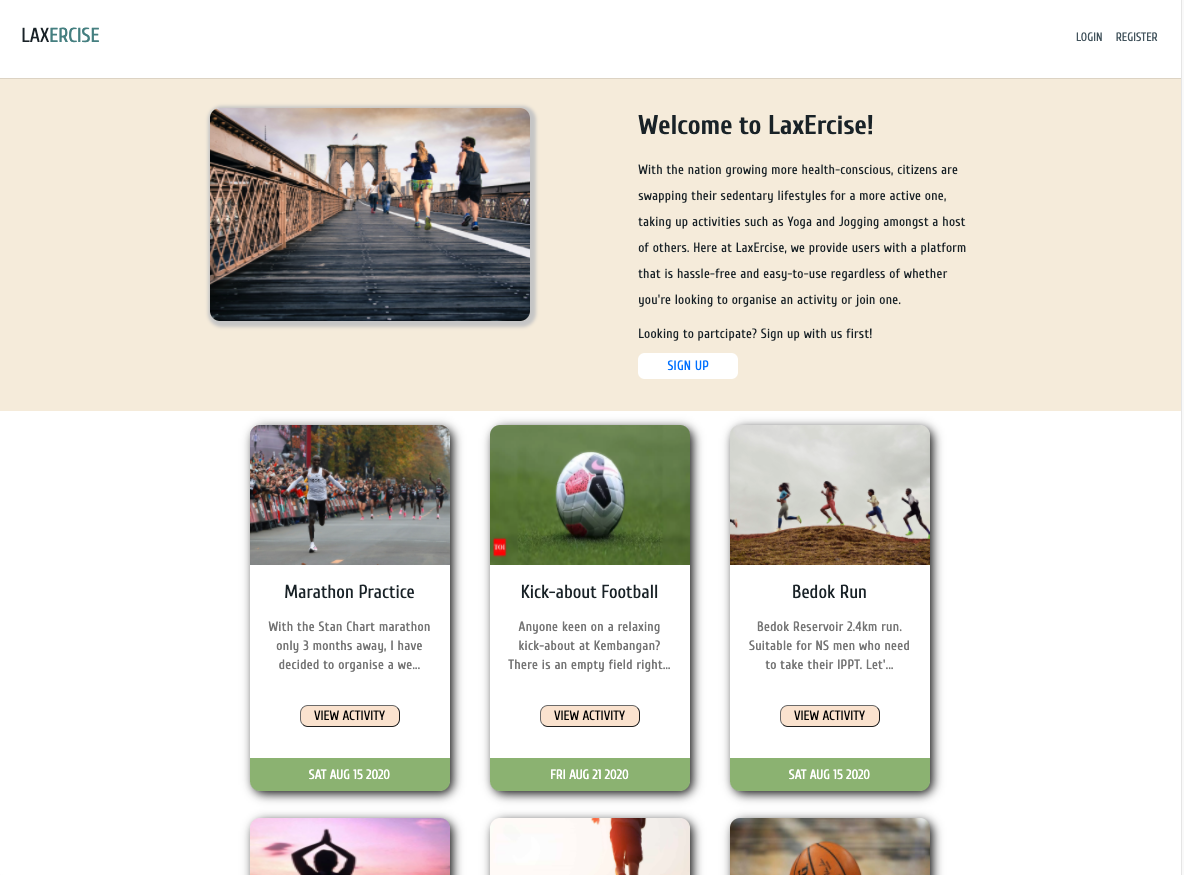 LAXERCISE
LOGIN REGISTER
Welcome to LaxErcise!
With the nation growing more health-conscious, citizens are
swapping their sedentary lifestyles for a more active one,
taking up activities such as Yoga and Jogging amongst a host
of others. Here at LaxErcise, we provide users with a platform
that is hassle-free and easy-to-use regardless of whether
you're looking to organise an activity or join one.
Looking to partcipate? Sign up with us first!
SIGN UP
TOI
Marathon Practice
With the Stan Chart marathon
only 3 months away, I have
decided to organise a we...
VIEW ACTIVITY
SAT AUG 15 2020
Kick-about Football
Anyone keen on a relaxing
kick-about at Kembangan?
There is an empty field right...
VIEW ACTIVITY
FRI AUG 21 2020
Bedok Run
Bedok Reservoir 2.4km run.
Suitable for NS men who need
to take their IPPT. Let'...
VIEW ACTIVITY
SAT AUG 15 2020